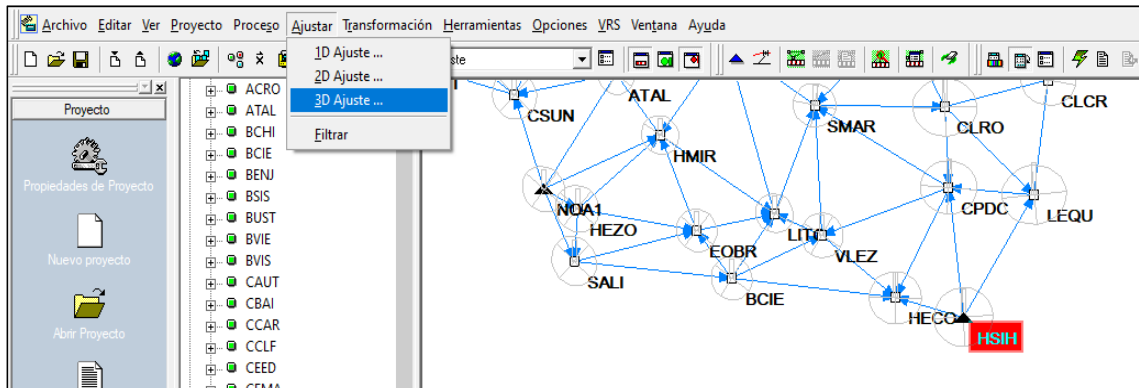 Archivo Editar Ver Proyecto Proceso Ajustar Transformación Herramientas Opciones VRS Ventana Ayuda
1D Ajuste ...
2D Ajuste ...
3D Ajuste ...
Filtrar
Proyecto
Propiedades de Proyecto
Nuevo proyecto
Abrir Proyecto
ACRO
ATAL
BCHI
BCIE
BENJ
BSIS
BUST
BVIE
BVIS
CAUT
CBAI
CCAR
CCLF
CEED
CSUN
ATAL
SMAR
CLRO
CLCR
HMIR
NOA1
HEZO
EOBR
LITO
VLEZ
CPDC
LEQU
SALI
BCIE
HECO
HSIH